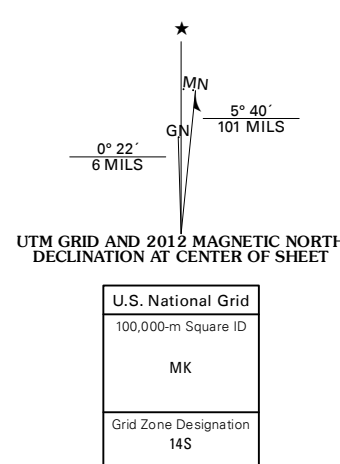 ★
MN
GN
5° 40´
101 MILS
0° 22´
6 MILS
UTM GRID AND 2012 MAGNETIC NORTH
DECLINATION AT CENTER OF SHEET
U.S. National Grid
100,000-m Square ID
MK
Grid Zone Designation
14S